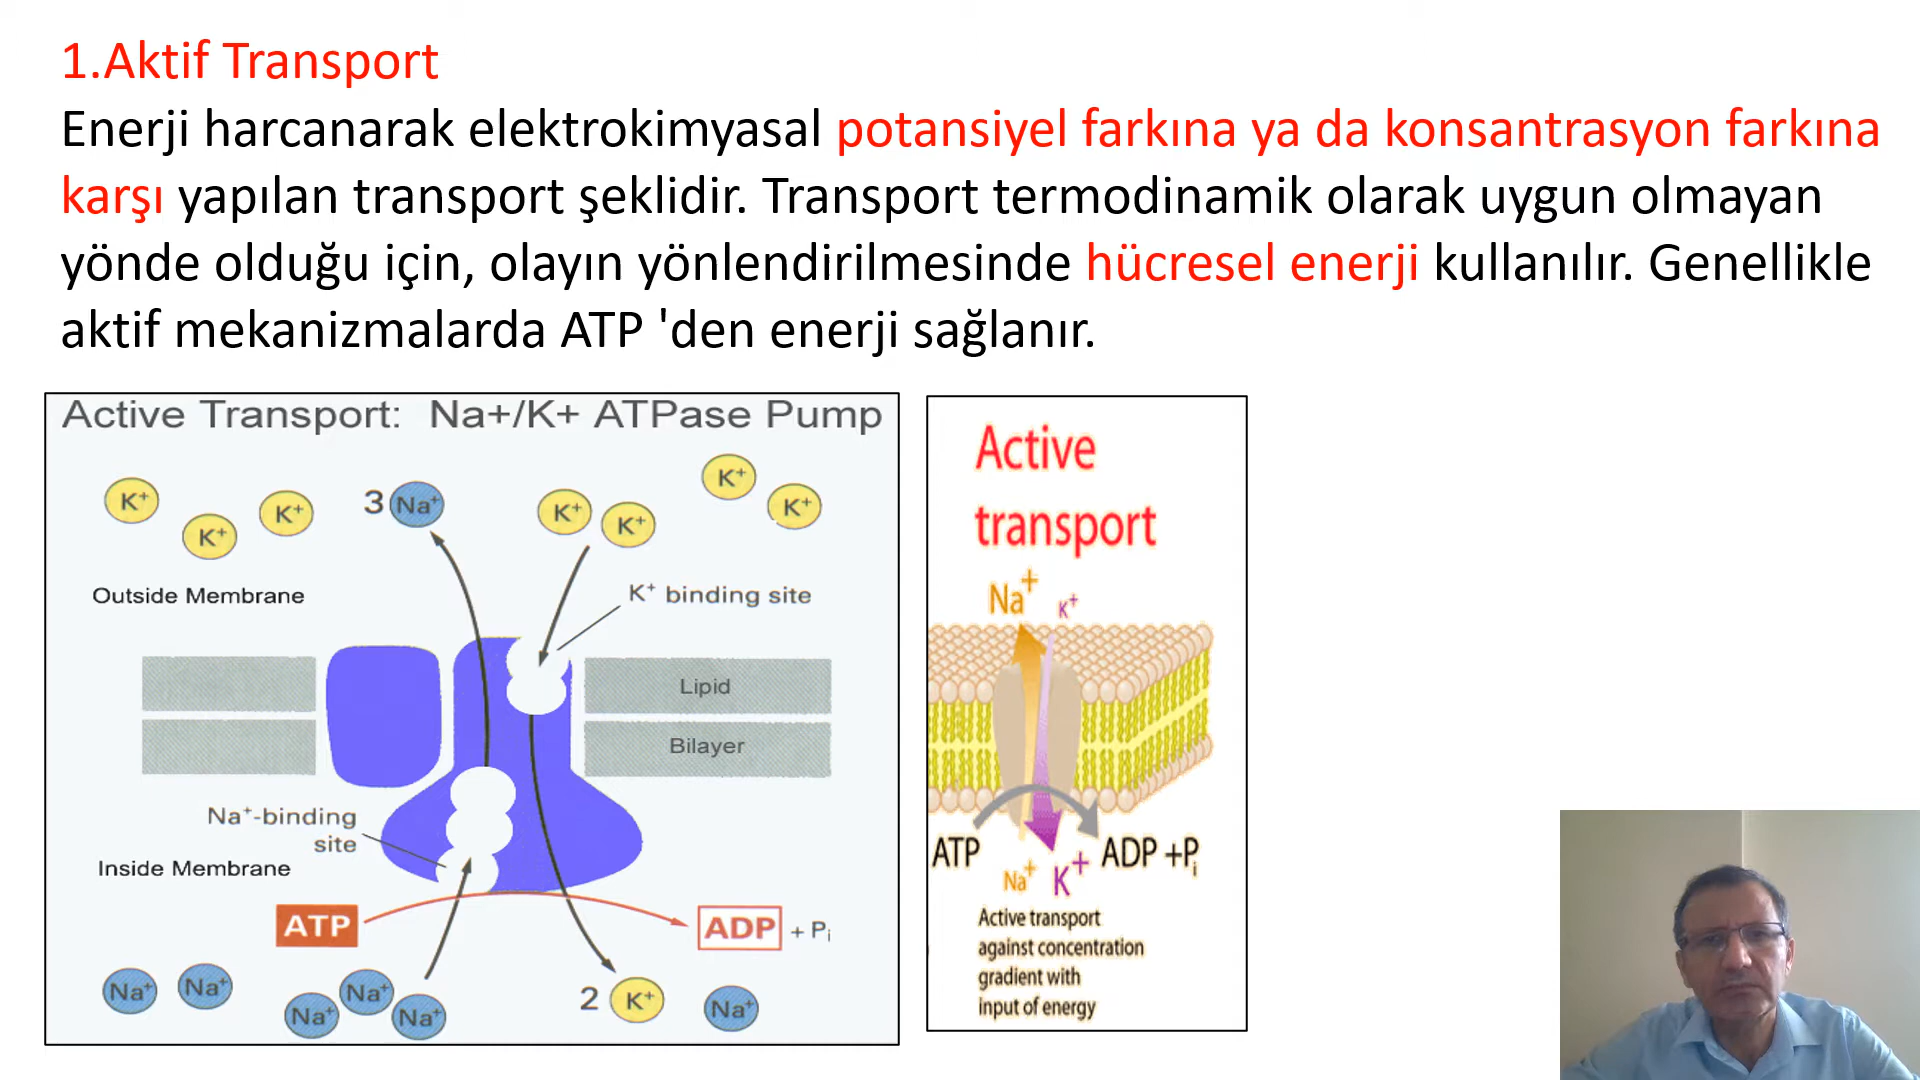 1.Aktif Transport
Enerji harcanarak elektrokimyasal potansiyel farkına ya da konsantrasyon farkına
karşı yapılan transport şeklidir. Transport termodinamik olarak uygun olmayan
yönde olduğu için, olayın yönlendirilmesinde hücresel enerji kullanılır. Genellikle
aktif mekanizmalarda ATP 'den enerji sağlanır.
Active Transport: Na+/K+ ATPase Pump
K⁺ K⁺ K⁺ 3 Na⁺ K⁺ K⁺ K⁺ K⁺
Outside Membrane
K⁺ binding site
Lipid
Bilayer
Na⁺-binding
site
Inside Membrane
ATP
ADP + Pᵢ
Na⁺ Na⁺ Na⁺ Na⁺ Na⁺ 2 K⁺ Na⁺
Active
transport
Na⁺ K⁺
ATP
ADP +Pᵢ
Na⁺ K⁺
Active transport
against concentration
gradient with
input of energy